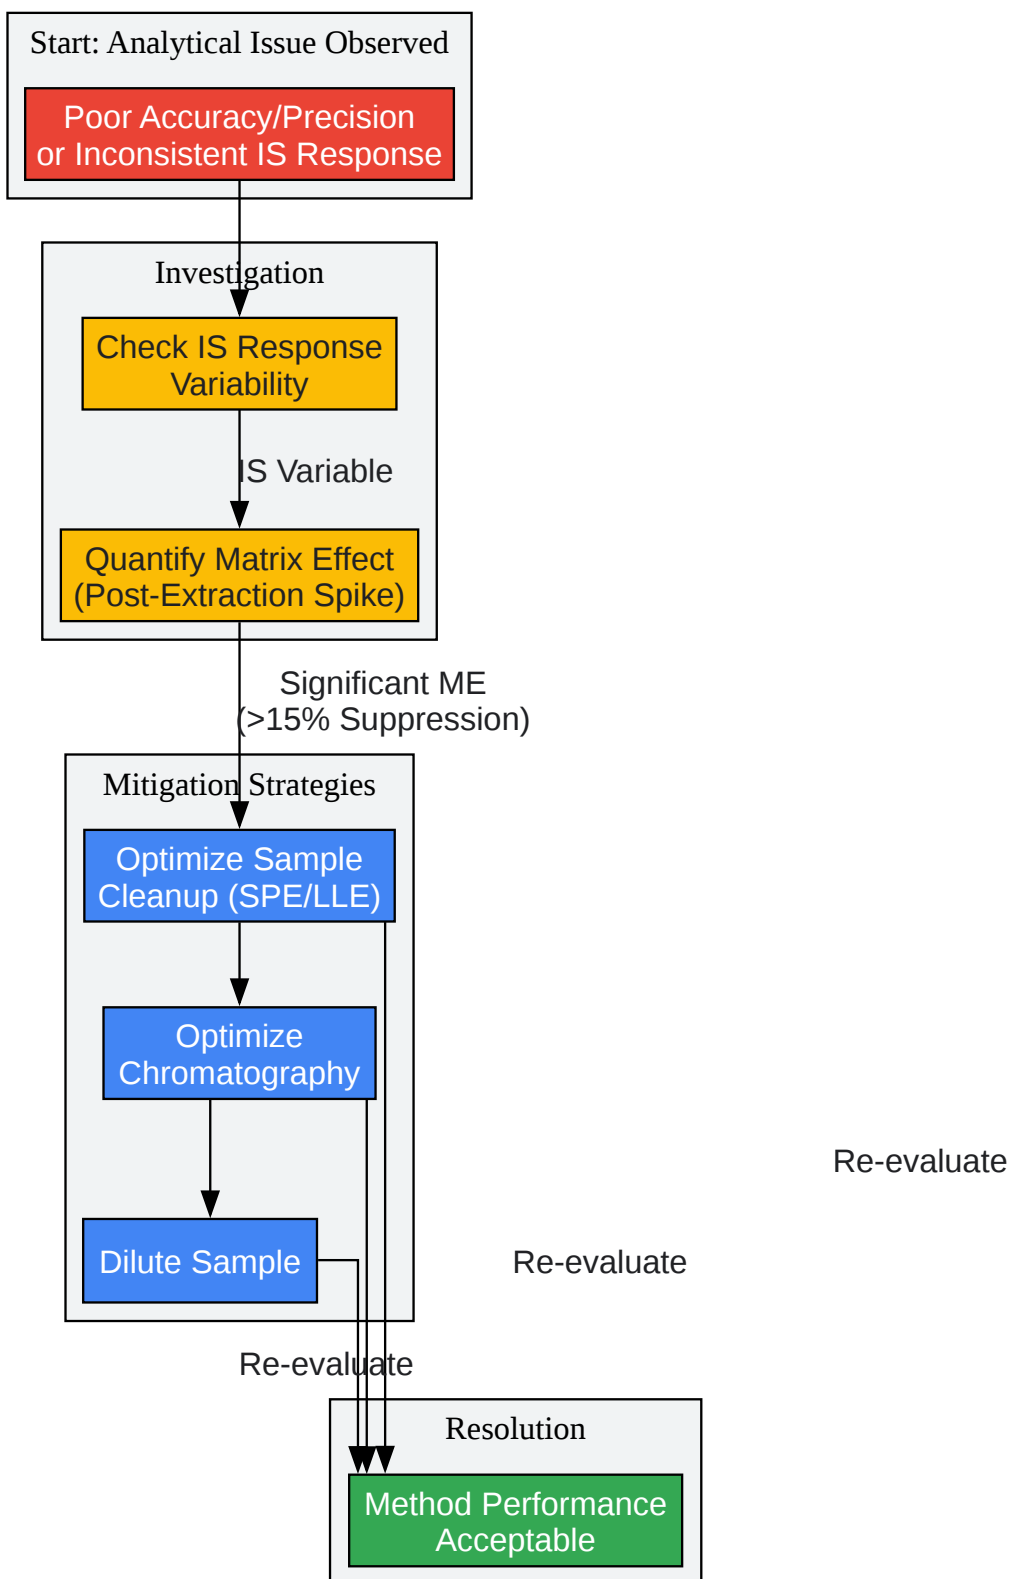 Start: Analytical Issue Observed
Poor Accuracy/Precision
or Inconsistent IS Response
Investigation
Check IS Response
Variability
IS Variable
Quantify Matrix Effect
(Post-Extraction Spike)
Significant ME
(>15% Suppression)
Mitigation Strategies
Optimize Sample
Cleanup (SPE/LLE)
Optimize
Chromatography
Re-evaluate
Dilute Sample
Re-evaluate
Re-evaluate
Resolution
Method Performance
Acceptable